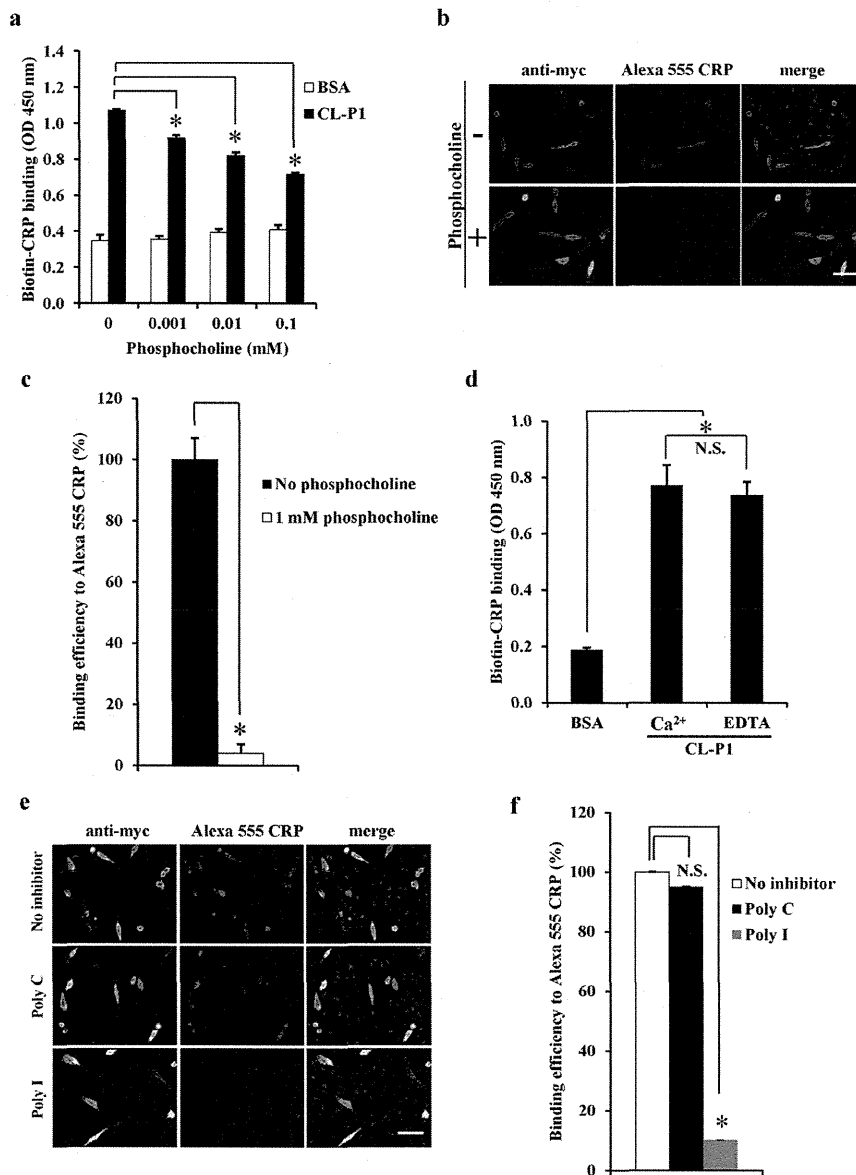 a
Biotin-CRP binding (OD 450 nm)
1.4
1.2
1.0
0.8
0.6
0.4
0.2
0.0
BSA
CL-P1
*
*
*
0 0.001 0.01 0.1
Phosphocholine (mM)
b
anti-myc Alexa 555 CRP merge
Phosphocholine
-
+
c
Binding efficiency to Alexa 555 CRP (%)
120
100
80
60
40
20
0
No phosphocholine
1 mM phosphocholine
*
d
Biotin-CRP binding (OD 450 nm)
1.0
0.8
0.6
0.4
0.2
0.0
*
N.S.
BSA Ca²⁺ EDTA
CL-P1
e
anti-myc Alexa 555 CRP merge
No inhibitor
Poly C
Poly I
f
Binding efficiency to Alexa 555 CRP (%)
120
100
80
60
40
20
0
N.S.
No inhibitor
Poly C
Poly I
*